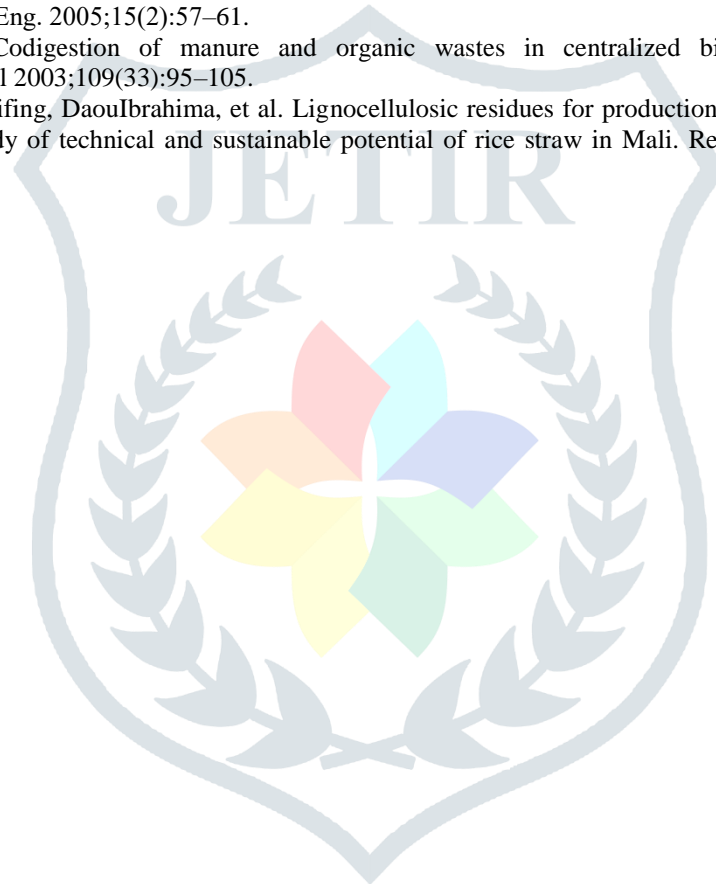 Eng. 2005;15(2):57–61.
Codigestion of manure and organic wastes in centralized bi
l 2003;109(33):95–105.
ifing, DaouIbrahima, et al. Lignocellulosic residues for production
dy of technical and sustainable potential of rice straw in Mali. Re
JETIR